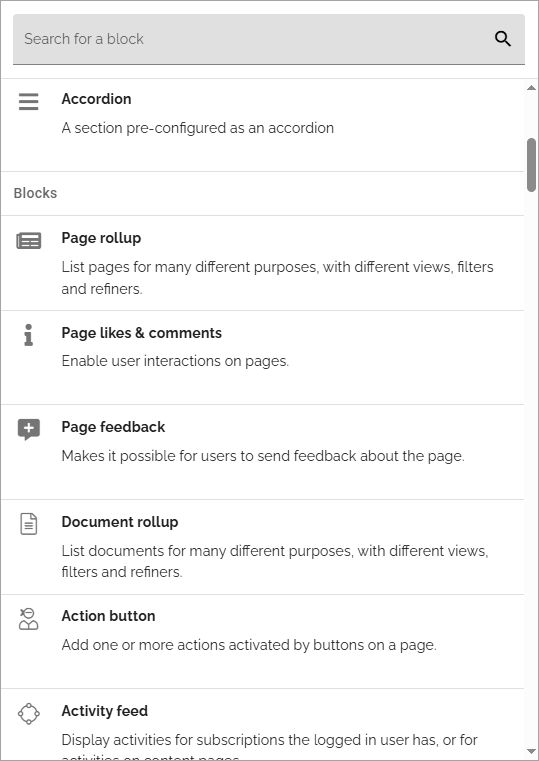 Search for a block
Accordion
A section pre-configured as an accordion
Blocks
Page rollup
List pages for many different purposes, with different views, filters
and refiners.
Page likes & comments
Enable user interactions on pages.
Page feedback
Makes it possible for users to send feedback about the page.
Document rollup
List documents for many different purposes, with different views,
filters and refiners.
Action button
Add one or more actions activated by buttons on a page.
Activity feed
Display activities for subscriptions the logged in user has, or for
activities on content pages.